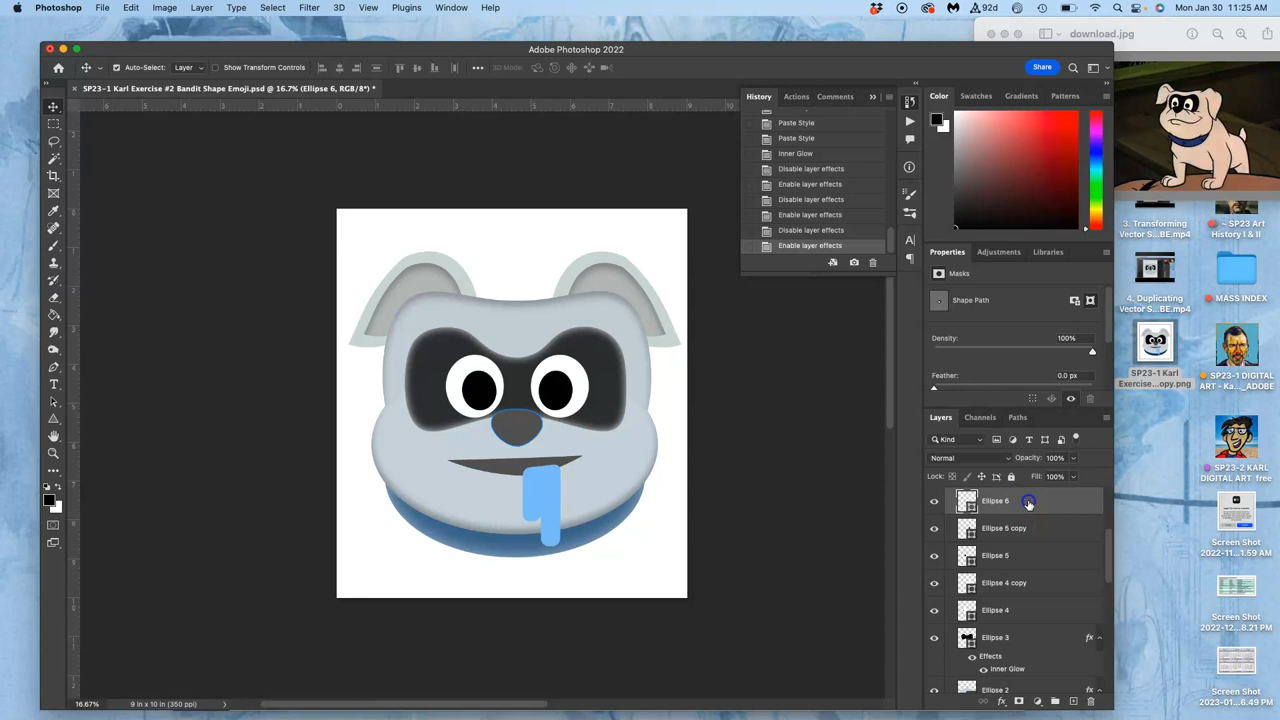 Photoshop File Edit Image Layer Type Select Filter 3D View Plugins Window Help
92d
Mon Jan 30 11:25 AM
download.jpg
Adobe Photoshop 2022
Auto-Select: Layer Show Transform Controls
3D Mode:
Share
SP23-1 Karl Exercise #2 Bandit Shape Emoji.psd @ 16.7% (Ellipse 6, RGB/8*) *
History Actions Comments
Paste Style
Paste Style
Inner Glow
Disable layer effects
Enable layer effects
Disable layer effects
Enable layer effects
Disable layer effects
Enable layer effects
Color Swatches Gradients Patterns
Properties Adjustments Libraries
Masks
Shape Path
Density: 100%
Feather: 0.0 px
Layers Channels Paths
Kind
Normal Opacity: 100%
Lock: Fill: 100%
Ellipse 6
Ellipse 5 copy
Ellipse 5
Ellipse 4 copy
Ellipse 4
Ellipse 3 fx
Effects
Inner Glow
Ellipse 2 fx
16.67% 9 in x 10 in (350 ppi)
3. Transforming
Vector S...BE.mp4
~ SP23 Art
History I & II
4. Duplicating
Vector S...BE.mp4
MASS INDEX
SP23-1 Karl
Exercise...opy.png
SP23-1 DIGITAL
ART - Ka..._ADOBE
SP23-2 KARL
DIGITAL ART free
Screen Shot
2022-11...1.59 AM
Screen Shot
2022-12...8.21 PM
Screen Shot
2023-01...6.49 PM